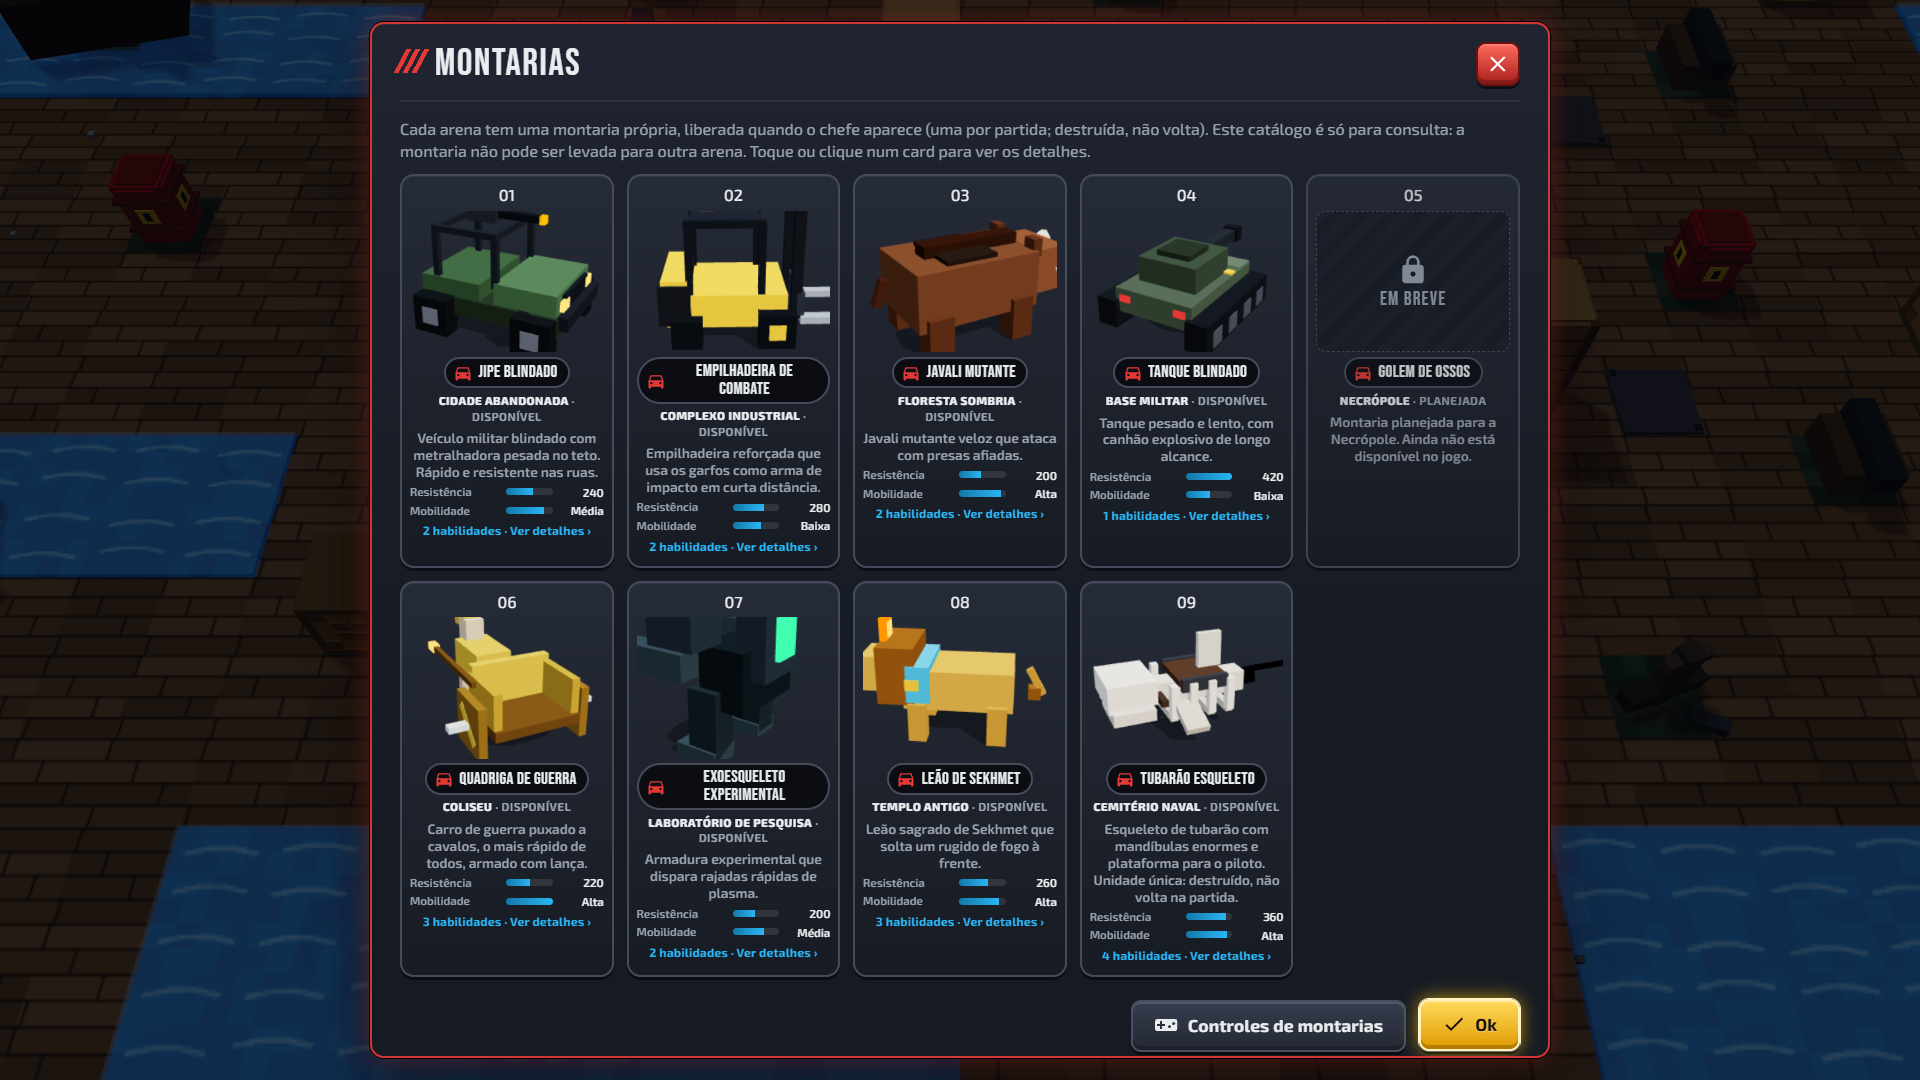 MONTARIAS
Cada arena tem uma montaria própria, liberada quando o chefe aparece (uma por partida; destruída, não volta). Este catálogo é só para consulta: a
montaria não pode ser levada para outra arena. Toque ou clique num card para ver os detalhes.
01
JIPE BLINDADO
CIDADE ABANDONADA ·
DISPONÍVEL
Veículo militar blindado com
metralhadora pesada no teto.
Rápido e resistente nas ruas.
Resistência 240
Mobilidade Média
2 habilidades · Ver detalhes ›
02
EMPILHADEIRA DE
COMBATE
COMPLEXO INDUSTRIAL ·
DISPONÍVEL
Empilhadeira reforçada que
usa os garfos como arma de
impacto em curta distância.
Resistência 280
Mobilidade Baixa
2 habilidades · Ver detalhes ›
03
JAVALI MUTANTE
FLORESTA SOMBRIA ·
DISPONÍVEL
Javali mutante veloz que ataca
com presas afiadas.
Resistência 200
Mobilidade Alta
2 habilidades · Ver detalhes ›
04
TANQUE BLINDADO
BASE MILITAR · DISPONÍVEL
Tanque pesado e lento, com
canhão explosivo de longo
alcance.
Resistência 420
Mobilidade Baixa
1 habilidades · Ver detalhes ›
05
EM BREVE
GOLEM DE OSSOS
NECRÓPOLE · PLANEJADA
Montaria planejada para a
Necrópole. Ainda não está
disponível no jogo.
06
QUADRIGA DE GUERRA
COLISEU · DISPONÍVEL
Carro de guerra puxado a
cavalos, o mais rápido de
todos, armado com lança.
Resistência 220
Mobilidade Alta
3 habilidades · Ver detalhes ›
07
EXOESQUELETO
EXPERIMENTAL
LABORATÓRIO DE PESQUISA ·
DISPONÍVEL
Armadura experimental que
dispara rajadas rápidas de
plasma.
Resistência 200
Mobilidade Média
2 habilidades · Ver detalhes ›
08
LEÃO DE SEKHMET
TEMPLO ANTIGO · DISPONÍVEL
Leão sagrado de Sekhmet que
solta um rugido de fogo à
frente.
Resistência 260
Mobilidade Alta
3 habilidades · Ver detalhes ›
09
TUBARÃO ESQUELETO
CEMITÉRIO NAVAL · DISPONÍVEL
Esqueleto de tubarão com
mandíbulas enormes e
plataforma para o piloto.
Unidade única: destruído, não
volta na partida.
Resistência 360
Mobilidade Alta
4 habilidades · Ver detalhes ›
Controles de montarias
Ok